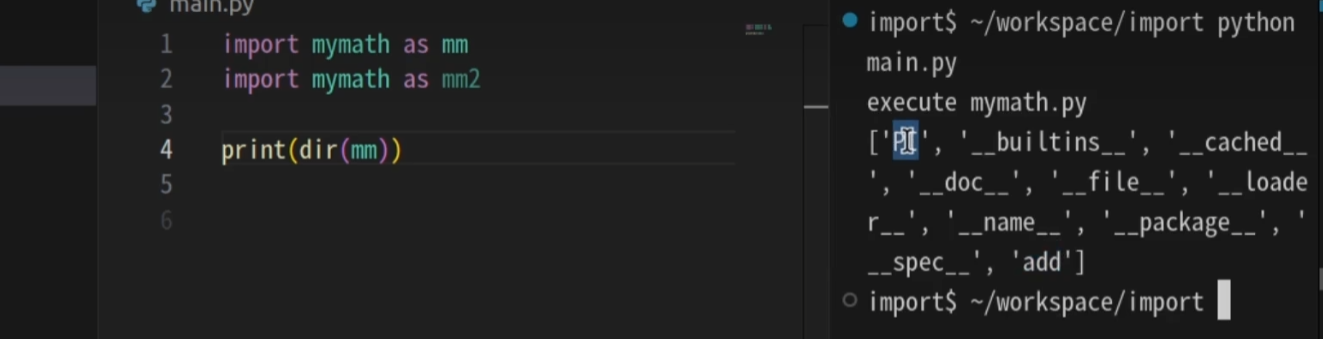 main.py
1 import mymath as mm
2 import mymath as mm2
3
4 print(dir(mm))
5
6
import$ ~/workspace/import python
main.py
execute mymath.py
['PI', '__builtins__', '__cached__
', '__doc__', '__file__', '__loade
r__', '__name__', '__package__', '
__spec__', 'add']
import$ ~/workspace/import